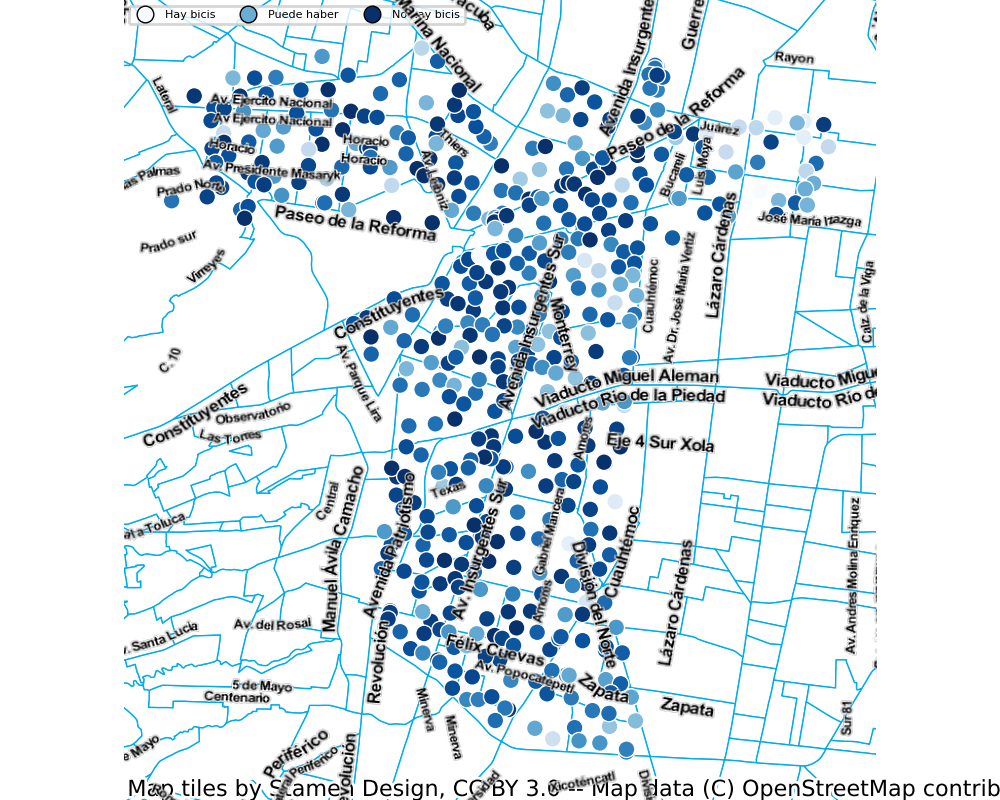 Hay bicis
Puede haber
No hay bicis
Marina Nacional
Avenida Insurgente
Guerre
Rayon
Lateral
Av. Ejercito Nacional
Av. Ejercito Nacional
Paseo de la Reforma
Juárez
Horacio
Horacio
Horacio
Thiers
Bucareli
Luis Moya
as Palmas
Av. Presidente Masaryk
Prado Norte
Paseo de la Reforma
José María Izazga
Prado sur
Virreyes
Lázaro Cárdenas
Cuauhtémoc
Av. Dr. José María Vertiz
Calz. de la Viga
Constituyentes
Avenida Insurgentes Sur
Monterrey
C. 10
Av. Parque Lira
Viaducto Miguel Aleman
Viaducto Migue
Viaducto Rio de la Piedad
Viaducto Rio de
Constituyentes
Observatorio
Las Torres
Amores
Eje 4 Sur Xola
Texas
Central
Manuel Ávila Camacho
Avenida Patriotismo
Av. Insurgentes Sur
Gabriel Mancera
Amores
División del Norte
Cuauhtémoc
Lázaro Cárdenas
Av. Andres Molina Enriquez
ta-Toluca
Av. Santa Lucia
Av. del Rosal
Revolución
Félix Cuevas
Av. Popocatepetl
Zapata
Zapata
5 de Mayo
Centenario
Minerva
Minerva
Sur 81
e Mayo
Periférico
Periferico
volución
Xicoténcatl
Map tiles by Stamen Design, CC BY 3.0 -- Map data (C) OpenStreetMap contrib